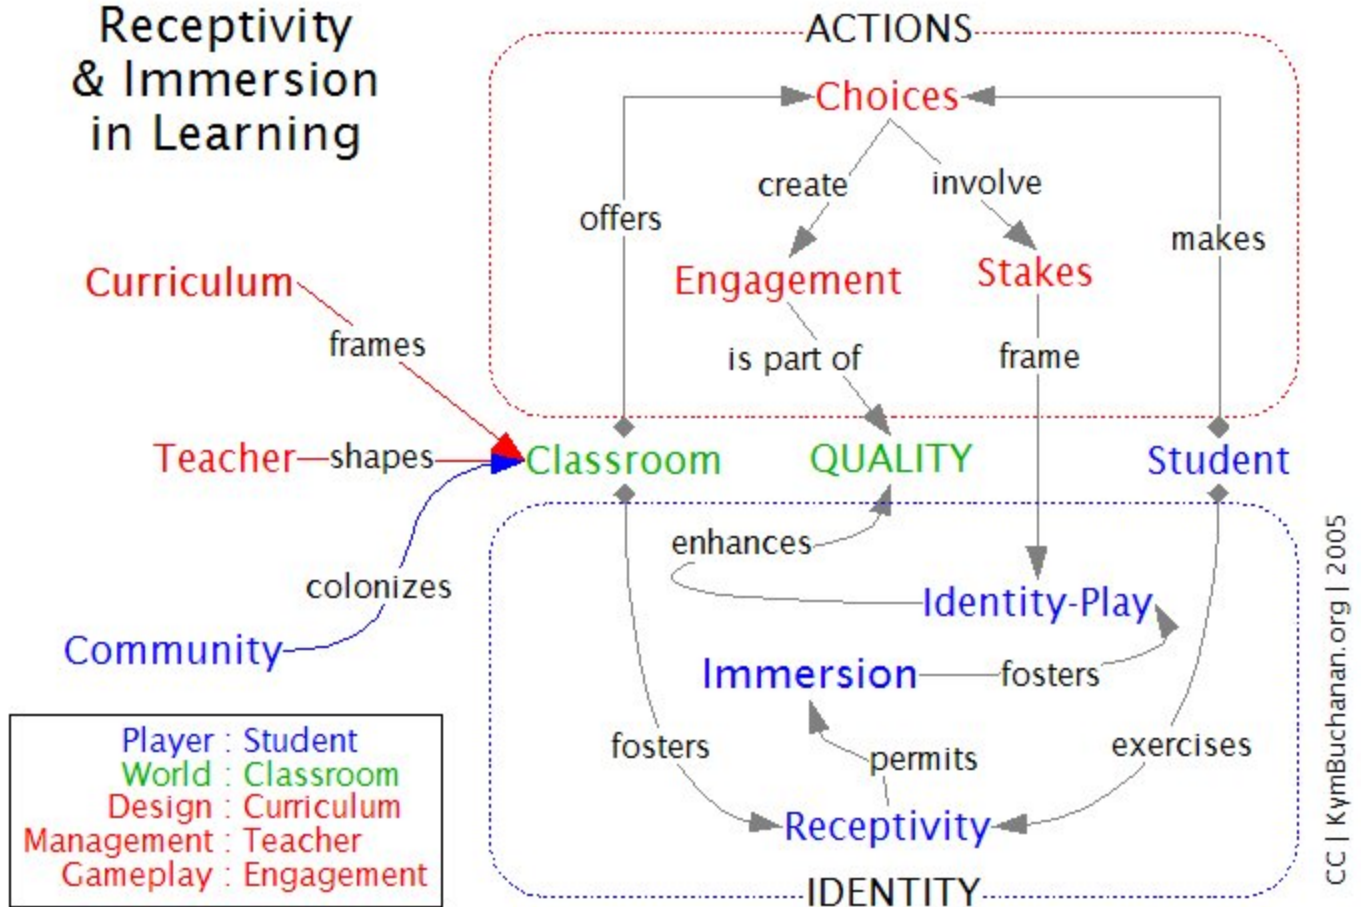 Receptivity
& Immersion
in Learning
ACTIONS
Choices
create
involve
offers
makes
Engagement
Stakes
Curriculum
frames
is part of
frame
Teacher
shapes
Classroom
QUALITY
Student
enhances
colonizes
Identity-Play
Community
Immersion
fosters
fosters
permits
exercises
Receptivity
IDENTITY
Player : Student
World : Classroom
Design : Curriculum
Management : Teacher
Gameplay : Engagement
CC | KymBuchanan.org | 2005